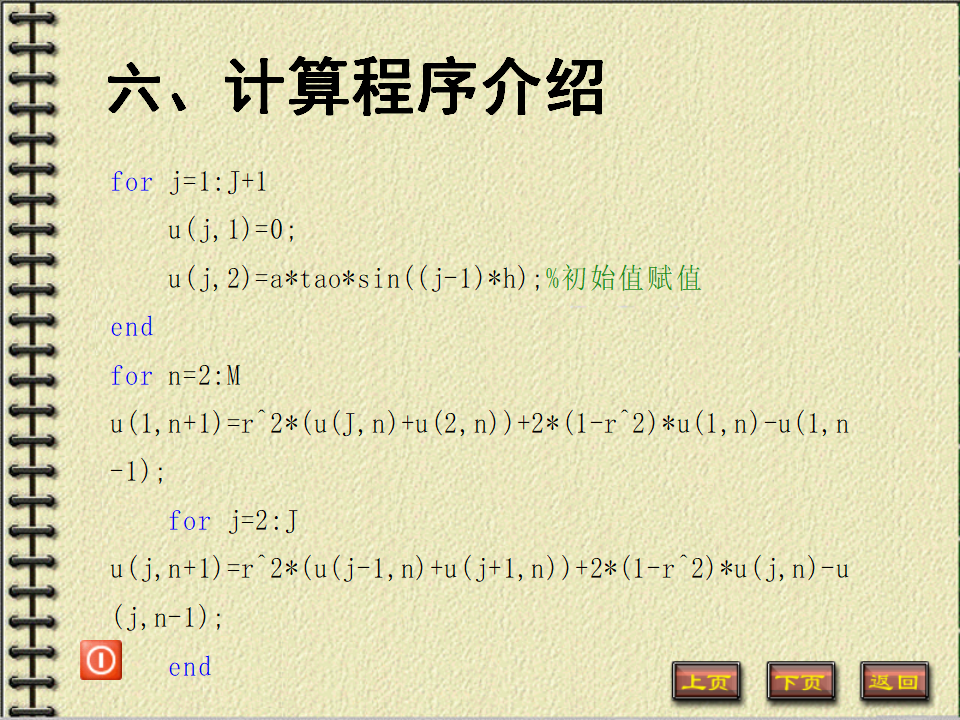 六、计算程序介绍
for j=1:J+1
u(j,1)=0;
u(j,2)=a*tao*sin((j-1)*h);%初始值赋值
end
for n=2:M
u(1,n+1)=r^2*(u(J,n)+u(2,n))+2*(1-r^2)*u(1,n)-u(1,n
-1);
for j=2:J
u(j,n+1)=r^2*(u(j-1,n)+u(j+1,n))+2*(1-r^2)*u(j,n)-u
(j,n-1);
end
上页 下页 返回